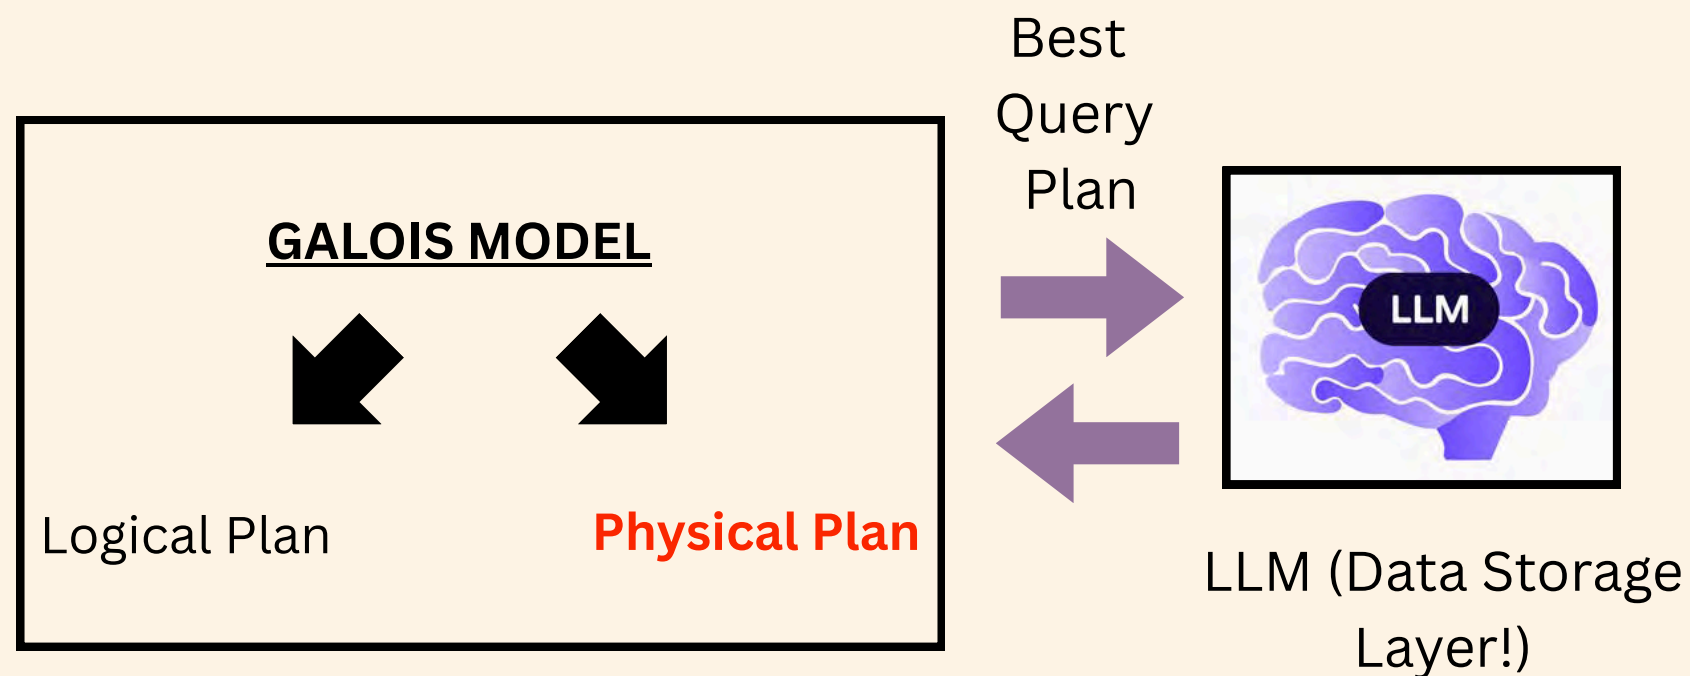 GALOIS MODEL
Logical Plan
Physical Plan
Best
Query
Plan
LLM
LLM (Data Storage
Layer!)